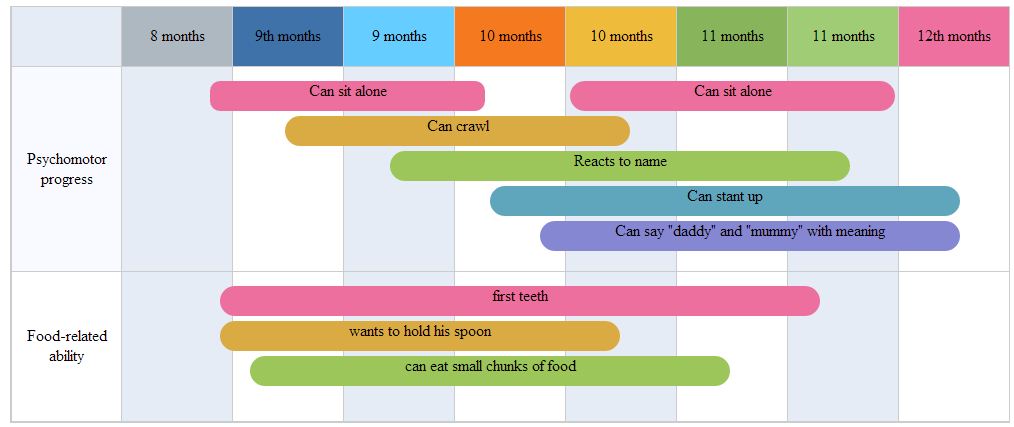 8 months
9th months
9 months
10 months
10 months
11 months
11 months
12th months
Psychomotor
progress
Can sit alone
Can sit alone
Can crawl
Reacts to name
Can stant up
Can say "daddy" and "mummy" with meaning
Food-related
ability
first teeth
wants to hold his spoon
can eat small chunks of food